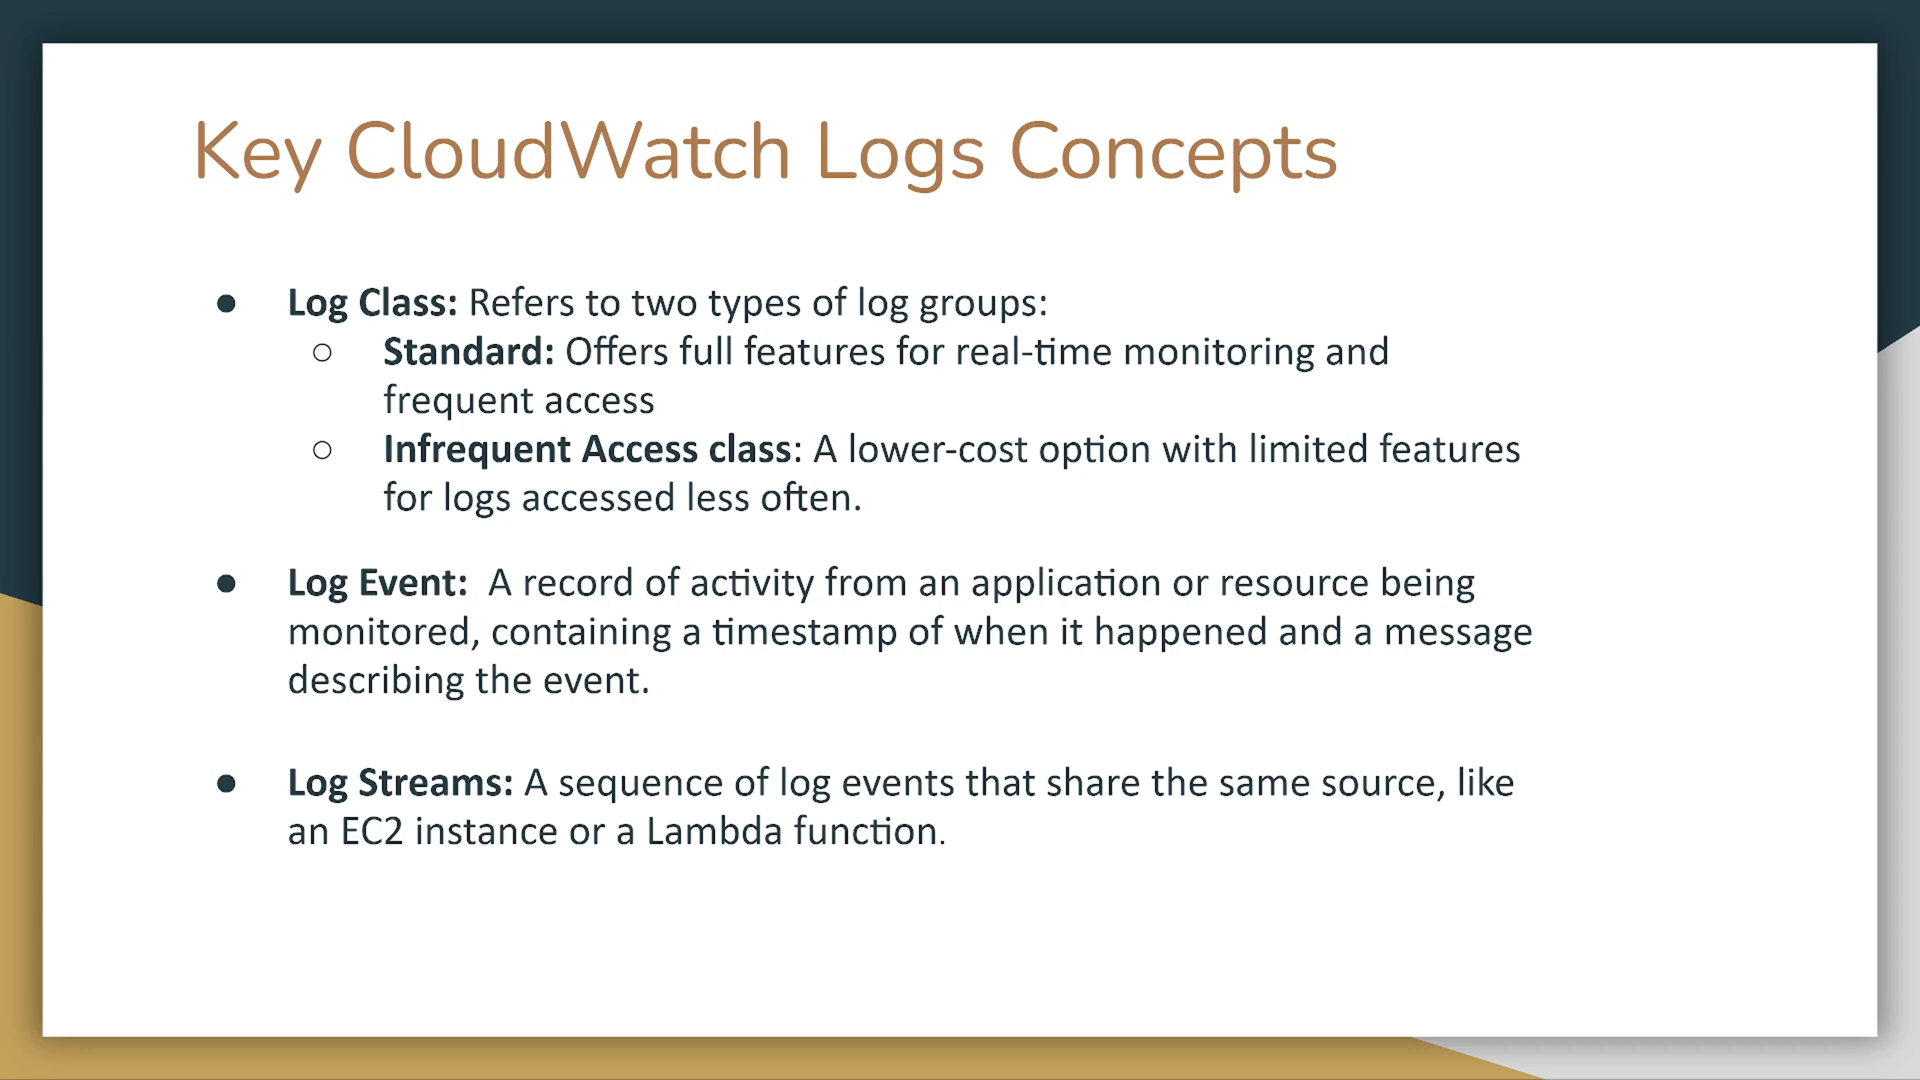 Key CloudWatch Logs Concepts
● Log Class: Refers to two types of log groups:
○ Standard: Offers full features for real-time monitoring and
frequent access
○ Infrequent Access class: A lower-cost option with limited features
for logs accessed less often.
● Log Event: A record of activity from an application or resource being
monitored, containing a timestamp of when it happened and a message
describing the event.
● Log Streams: A sequence of log events that share the same source, like
an EC2 instance or a Lambda function.